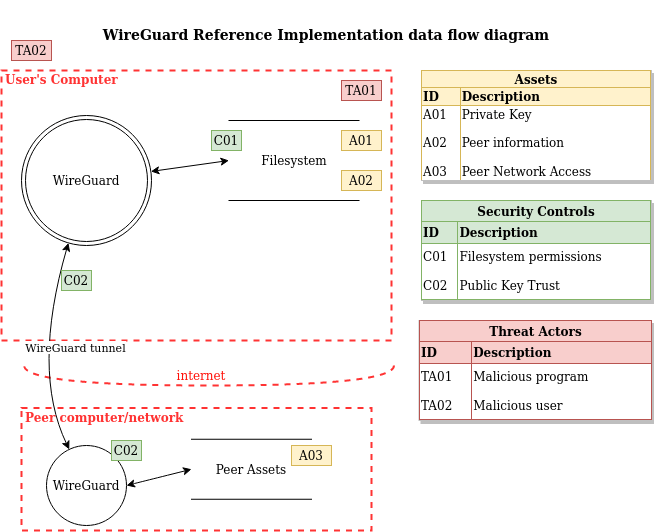 WireGuard Reference Implementation data flow diagram
TA02
User's Computer
TA01
C01
A01
WireGuard
Filesystem
A02
C02
WireGuard tunnel
internet
Peer computer/network
C02
A03
WireGuard
Peer Assets
Assets
ID Description
A01 Private Key
A02 Peer information
A03 Peer Network Access
Security Controls
ID Description
C01 Filesystem permissions
C02 Public Key Trust
Threat Actors
ID Description
TA01 Malicious program
TA02 Malicious user